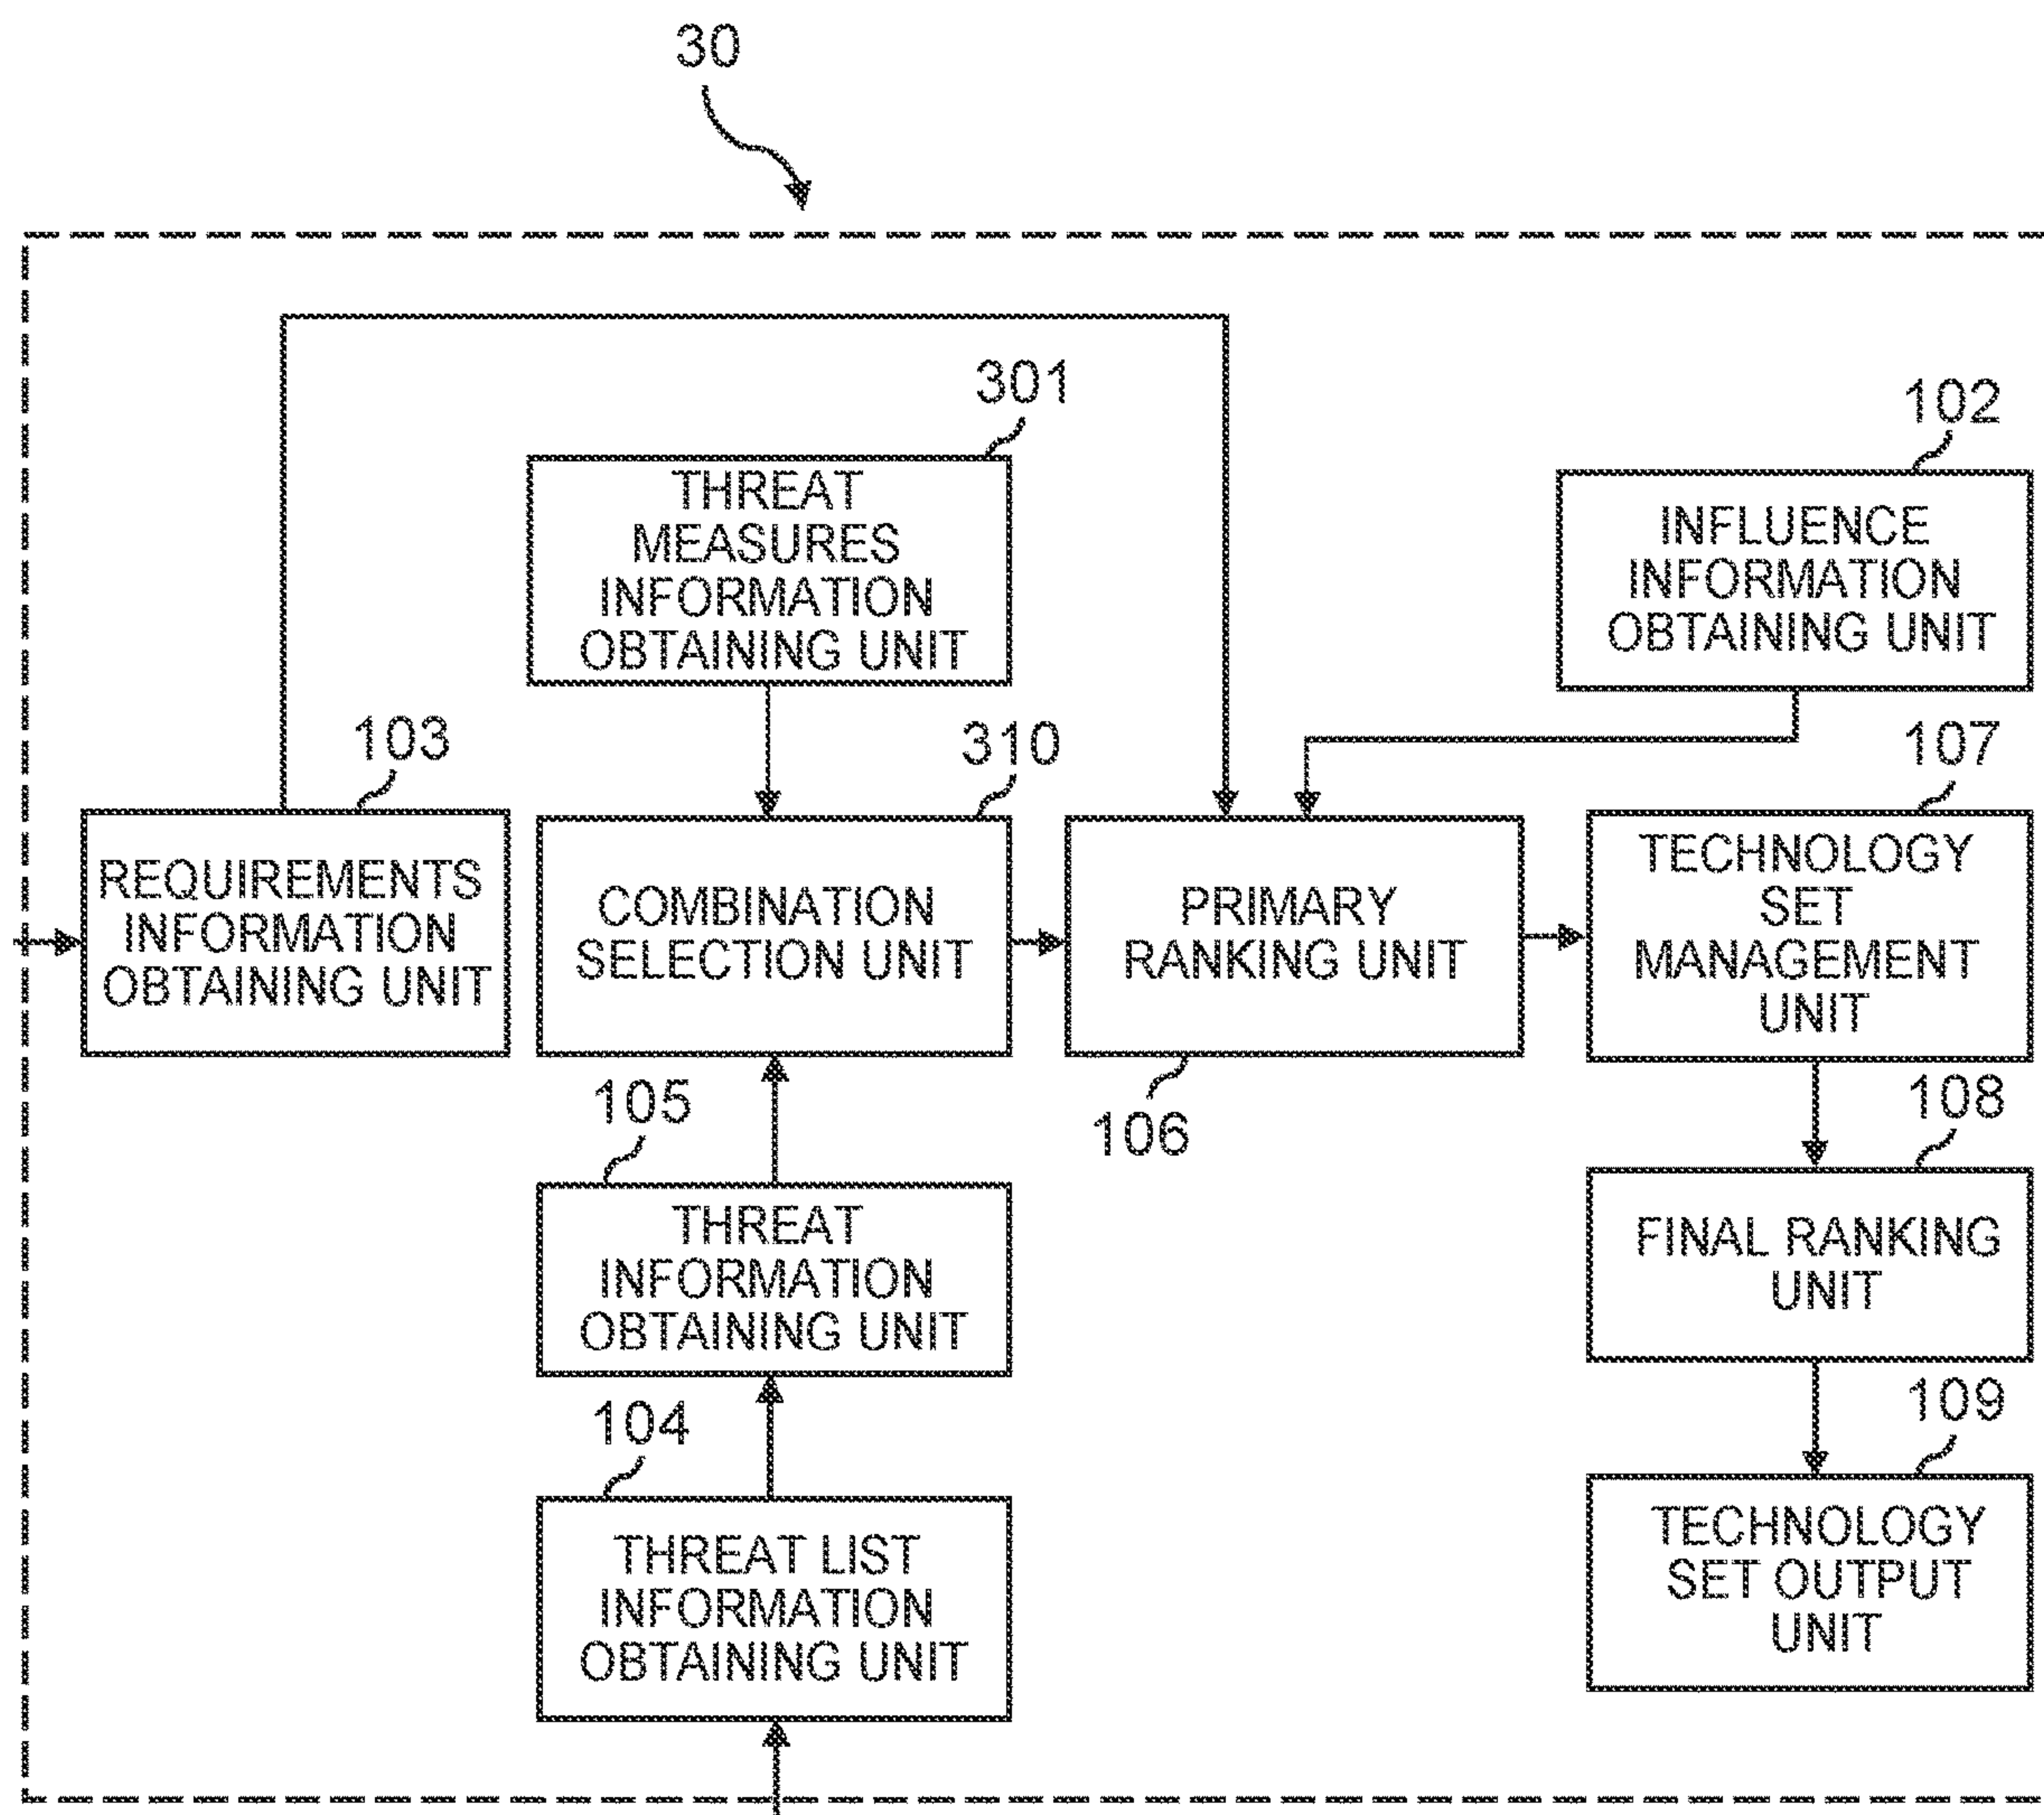 30
301
THREAT
MEASURES
INFORMATION
OBTAINING UNIT
102
INFLUENCE
INFORMATION
OBTAINING UNIT
103
REQUIREMENTS
INFORMATION
OBTAINING UNIT
310
COMBINATION
SELECTION UNIT
PRIMARY
RANKING UNIT
106
107
TECHNOLOGY
SET
MANAGEMENT
UNIT
105
THREAT
INFORMATION
OBTAINING UNIT
108
FINAL RANKING
UNIT
104
THREAT LIST
INFORMATION
OBTAINING UNIT
109
TECHNOLOGY
SET OUTPUT
UNIT